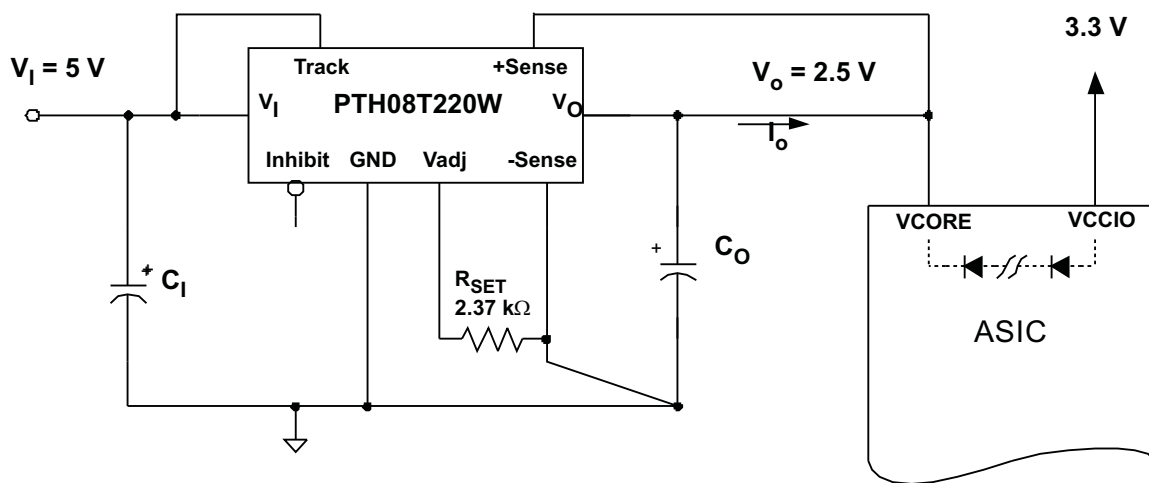 3.3 V
V_I = 5 V
Track
+Sense
V_o = 2.5 V
V_I
PTH08T220W
V_O
I_o
Inhibit
GND
Vadj
-Sense
VCORE
VCCIO
+
C_I
+
C_O
R_SET
2.37 kΩ
ASIC